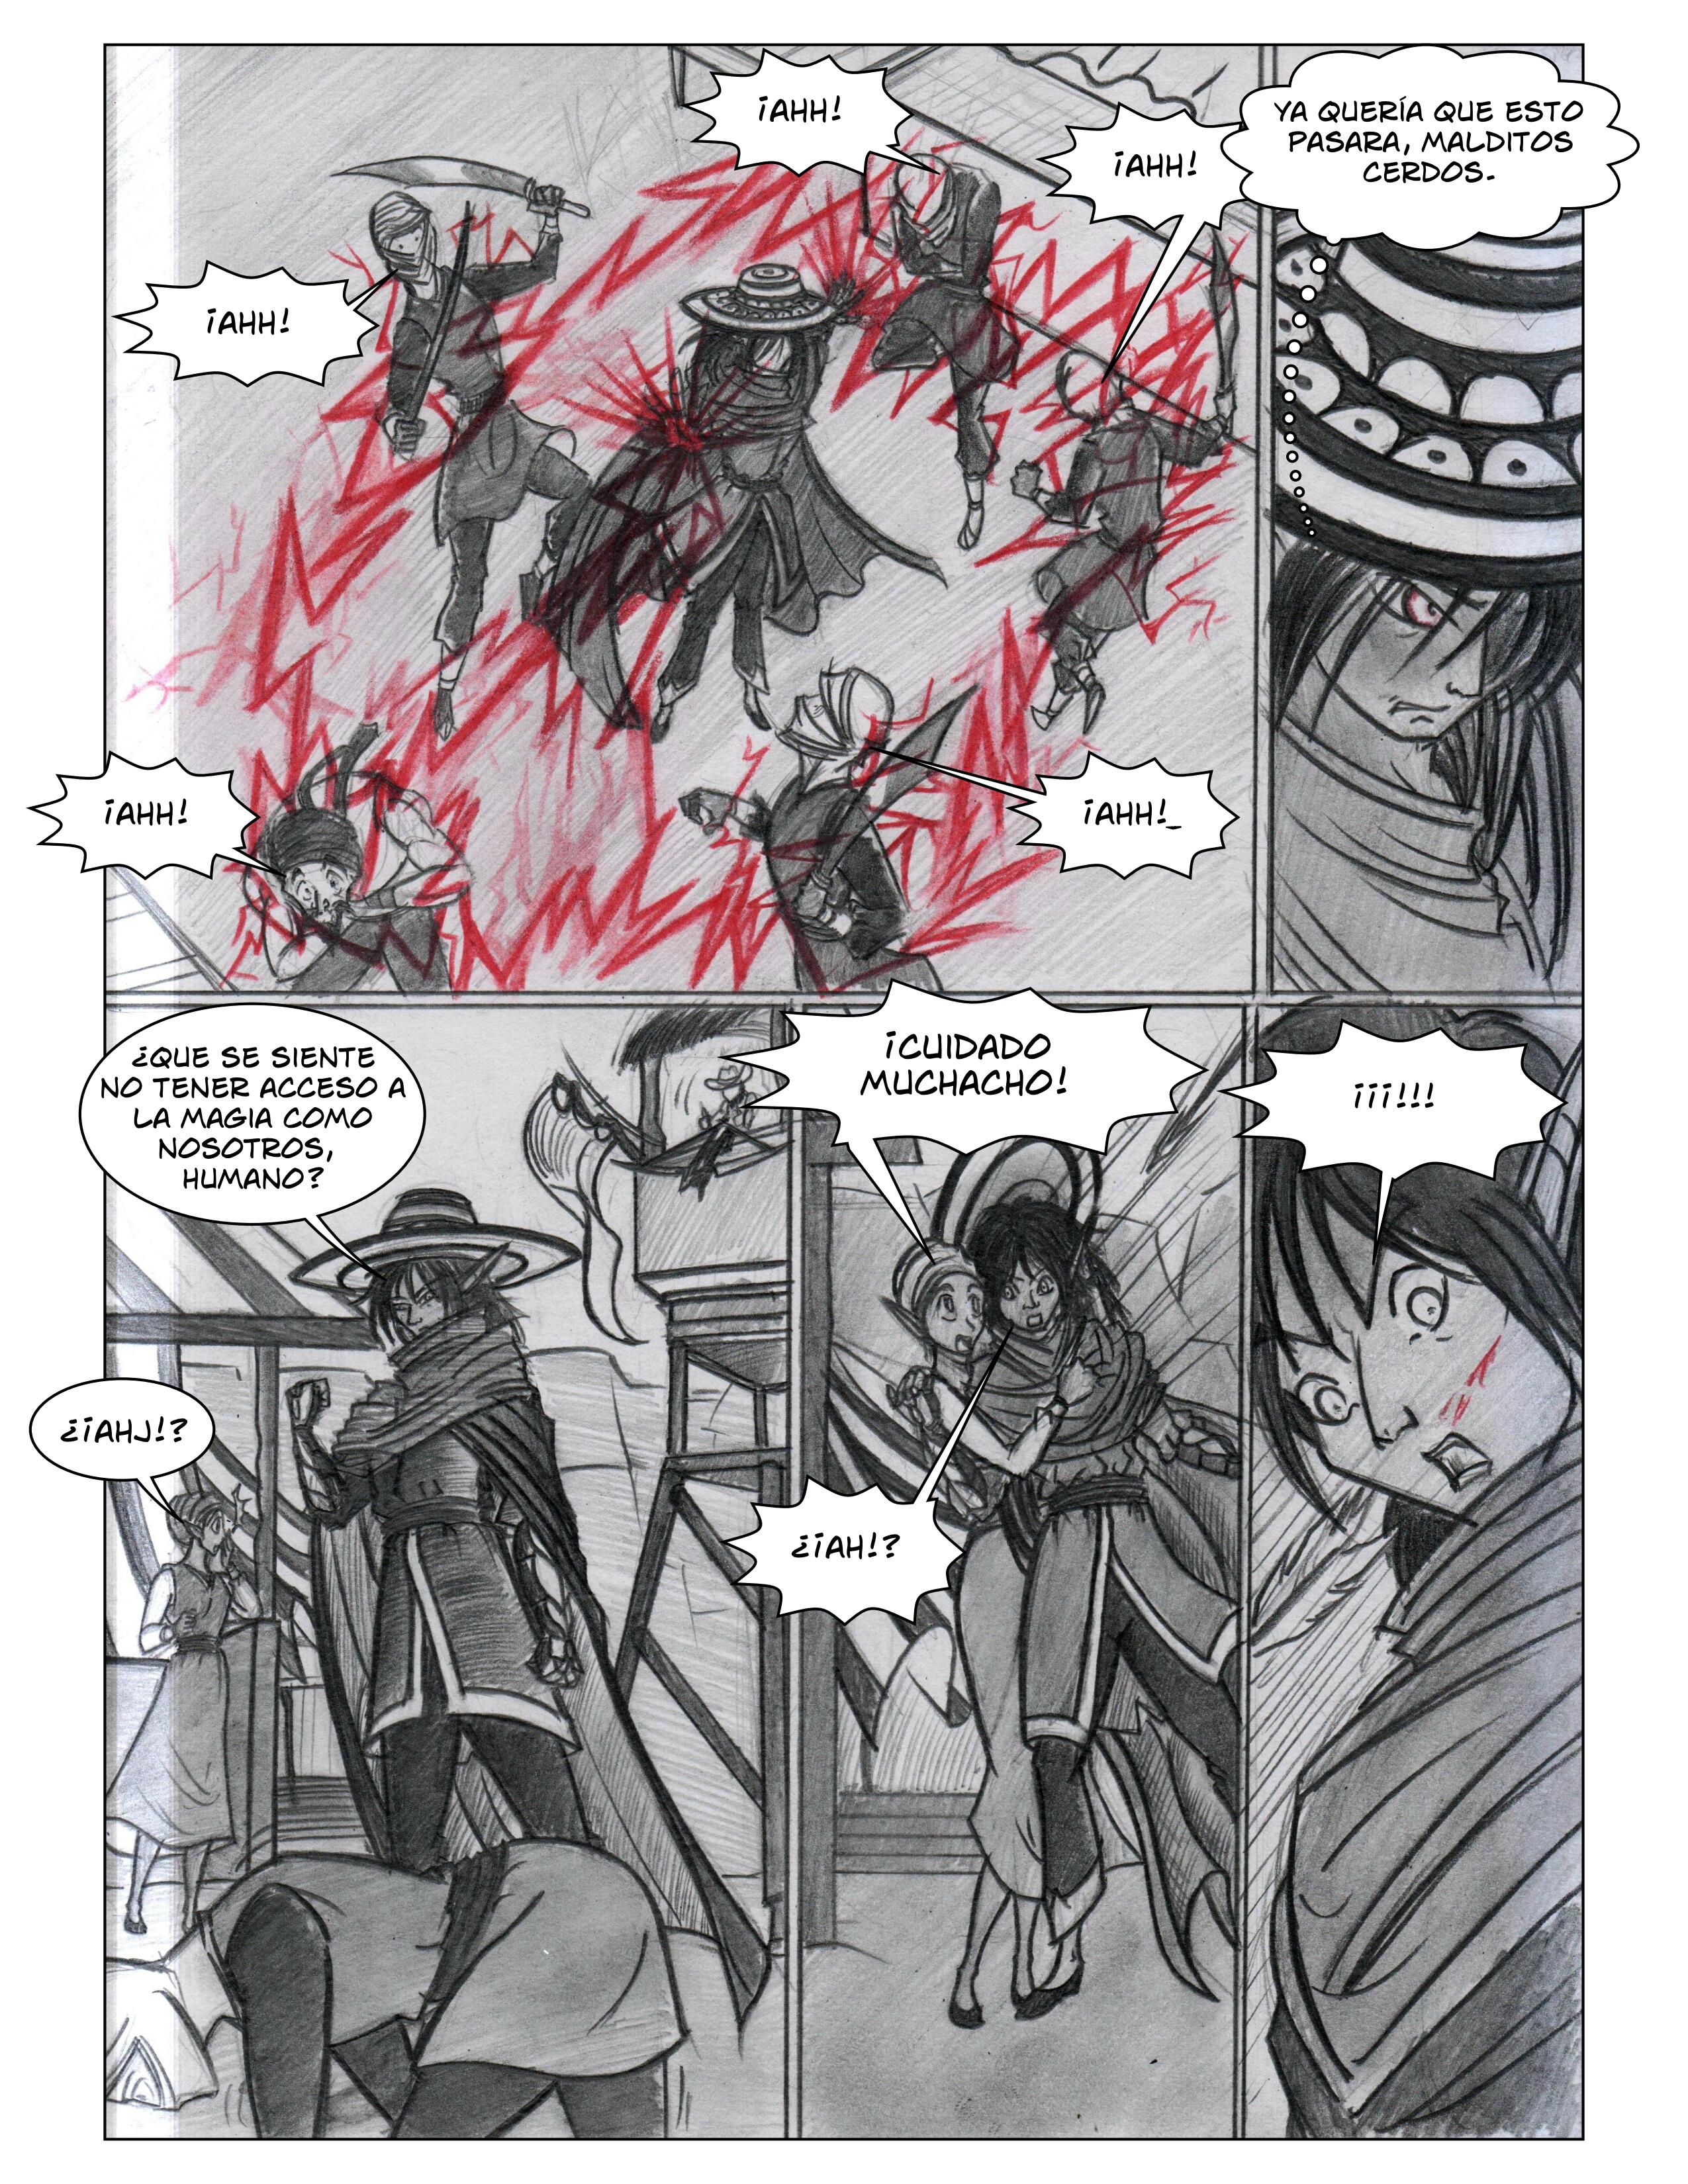 ¡AHH!
¡AHH!
¡AHH!
¡AHH!
¡AHH!_
YA QUERÍA QUE ESTO
PASARA, MALDITOS
CERDOS.
¿QUE SE SIENTE
NO TENER ACCESO A
LA MAGIA COMO
NOSOTROS,
HUMANO?
¿¡AHJ!?
¡CUIDADO
MUCHACHO!
¿¡AH!?
¡¡¡!!!